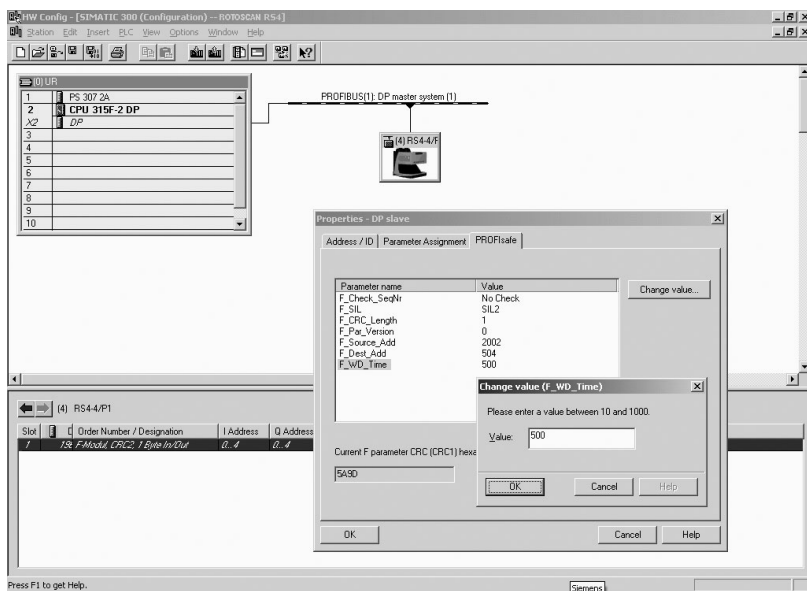 HW Config - [SIMATIC 300 (Configuration) -- ROTOSCAN RS4]
Station Edit Insert PLC View Options Window Help
(0) UR
1 PS 307 2A
2 CPU 315F-2 DP
X2 DP
3
4
5
6
7
8
9
10
PROFIBUS(1): DP master system (1)
(4) RS4-4/F
Properties - DP slave
Address / ID Parameter Assignment PROFIsafe
Parameter name Value
F_Check_SeqNr No Check
F_SIL SIL2
F_CRC_Length 1
F_Par_Version 0
F_Source_Add 2002
F_Dest_Add 504
F_WD_Time 500
Change value...
Change value (F_WD_Time)
Please enter a value between 10 and 1000.
Value: 500
OK Cancel Help
Current F parameter CRC (CRC1) hexa
5A9D
OK Cancel Help
(4) RS4-4/P1
Slot Order Number / Designation I Address Q Address
1 F-Modul, CRC2, 1 Byte In/Out 0...4 0...4
Press F1 to get Help.
Siemens